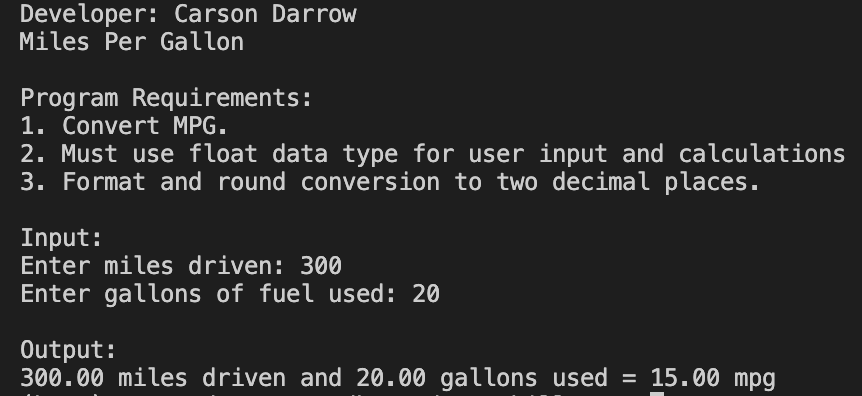 Developer: Carson Darrow
Miles Per Gallon
Program Requirements:
1. Convert MPG.
2. Must use float data type for user input and calculations
3. Format and round conversion to two decimal places.
Input:
Enter miles driven: 300
Enter gallons of fuel used: 20
Output:
300.00 miles driven and 20.00 gallons used = 15.00 mpg